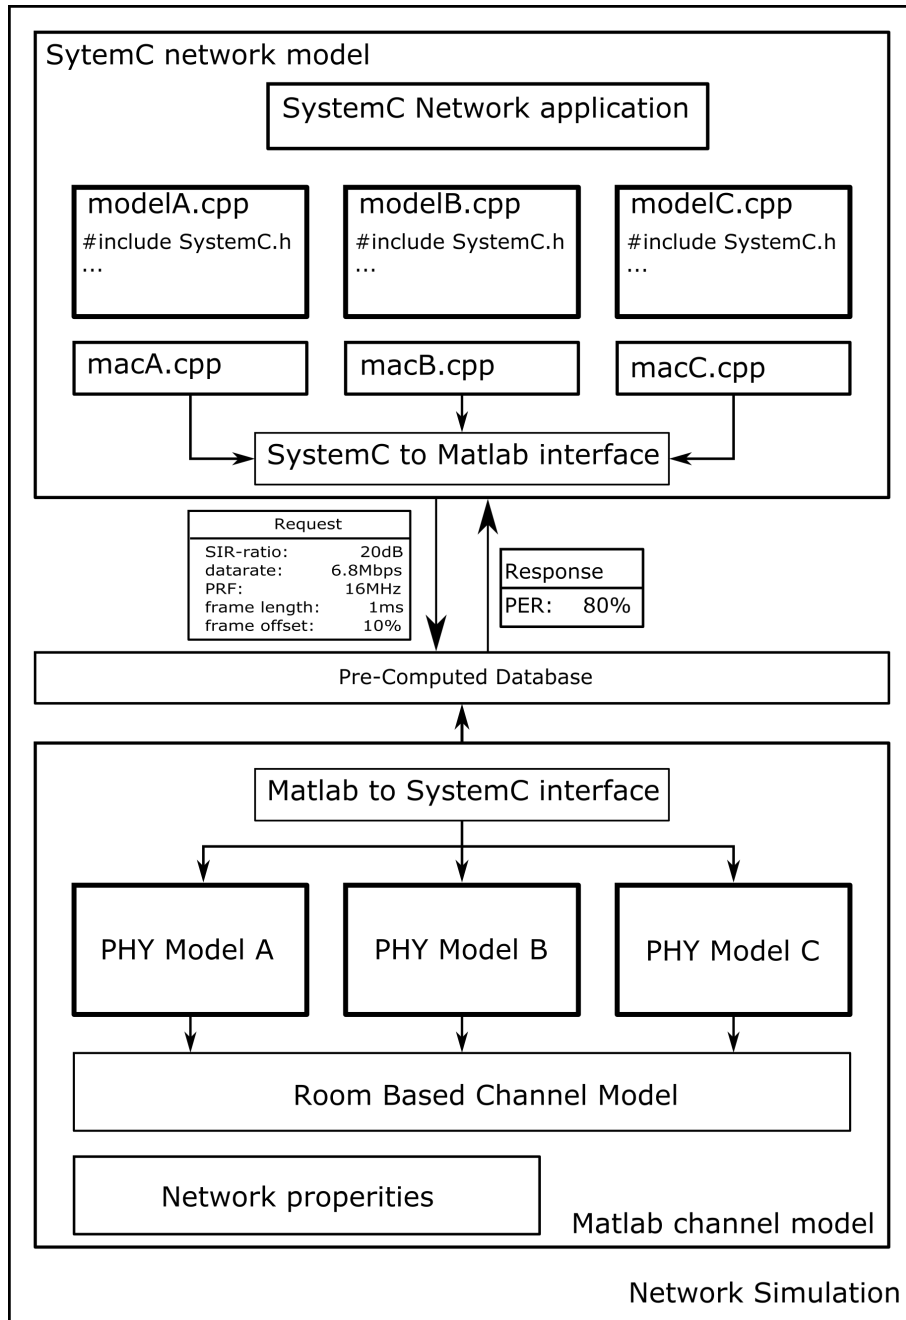 SytemC network model
SystemC Network application
modelA.cpp
#include SystemC.h
...
modelB.cpp
#include SystemC.h
...
modelC.cpp
#include SystemC.h
...
macA.cpp
macB.cpp
macC.cpp
SystemC to Matlab interface
Request
SIR-ratio: 20dB
datarate: 6.8Mbps
PRF: 16MHz
frame length: 1ms
frame offset: 10%
Response
PER: 80%
Pre-Computed Database
Matlab to SystemC interface
PHY Model A
PHY Model B
PHY Model C
Room Based Channel Model
Network properities
Matlab channel model
Network Simulation